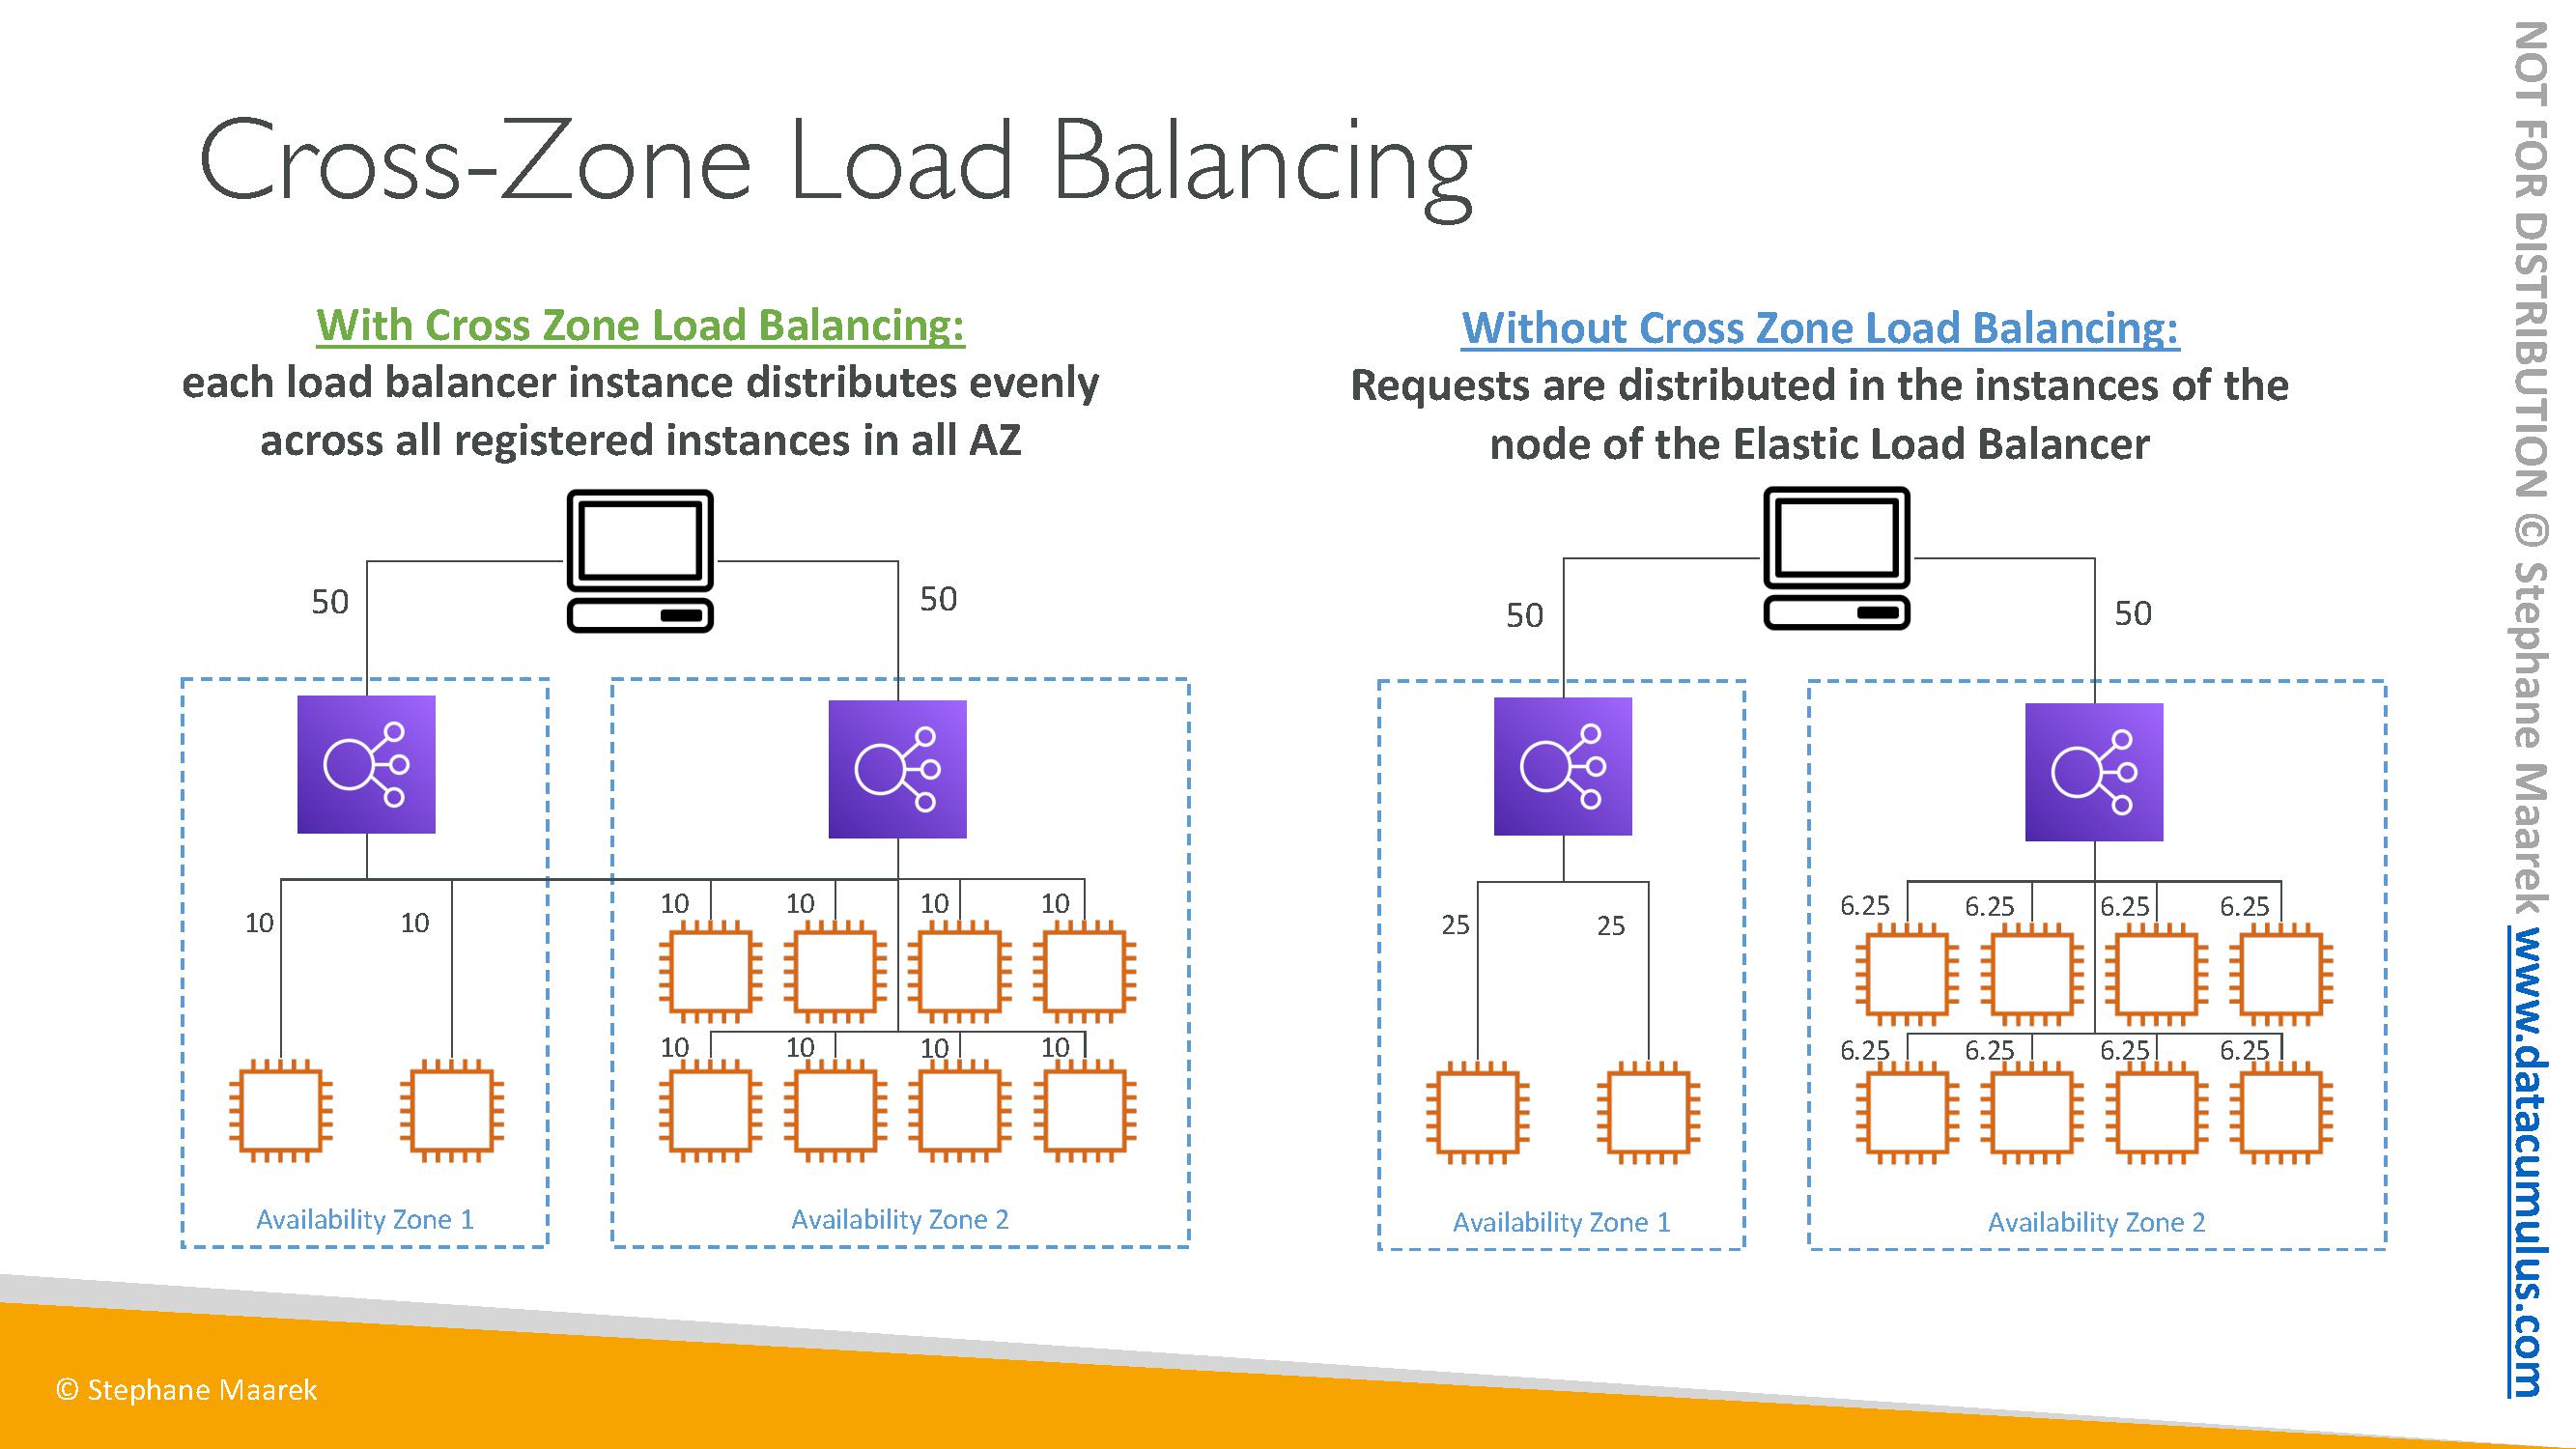 Cross-Zone Load Balancing
With Cross Zone Load Balancing:
each load balancer instance distributes evenly
across all registered instances in all AZ
50
50
10
10
10
10
10
10
10
10
10
10
Availability Zone 1
Availability Zone 2
Without Cross Zone Load Balancing:
Requests are distributed in the instances of the
node of the Elastic Load Balancer
50
50
25
25
6.25
6.25
6.25
6.25
6.25
6.25
6.25
6.25
Availability Zone 1
Availability Zone 2
© Stephane Maarek
NOT FOR DISTRIBUTION © Stephane Maarek www.datacumulus.com